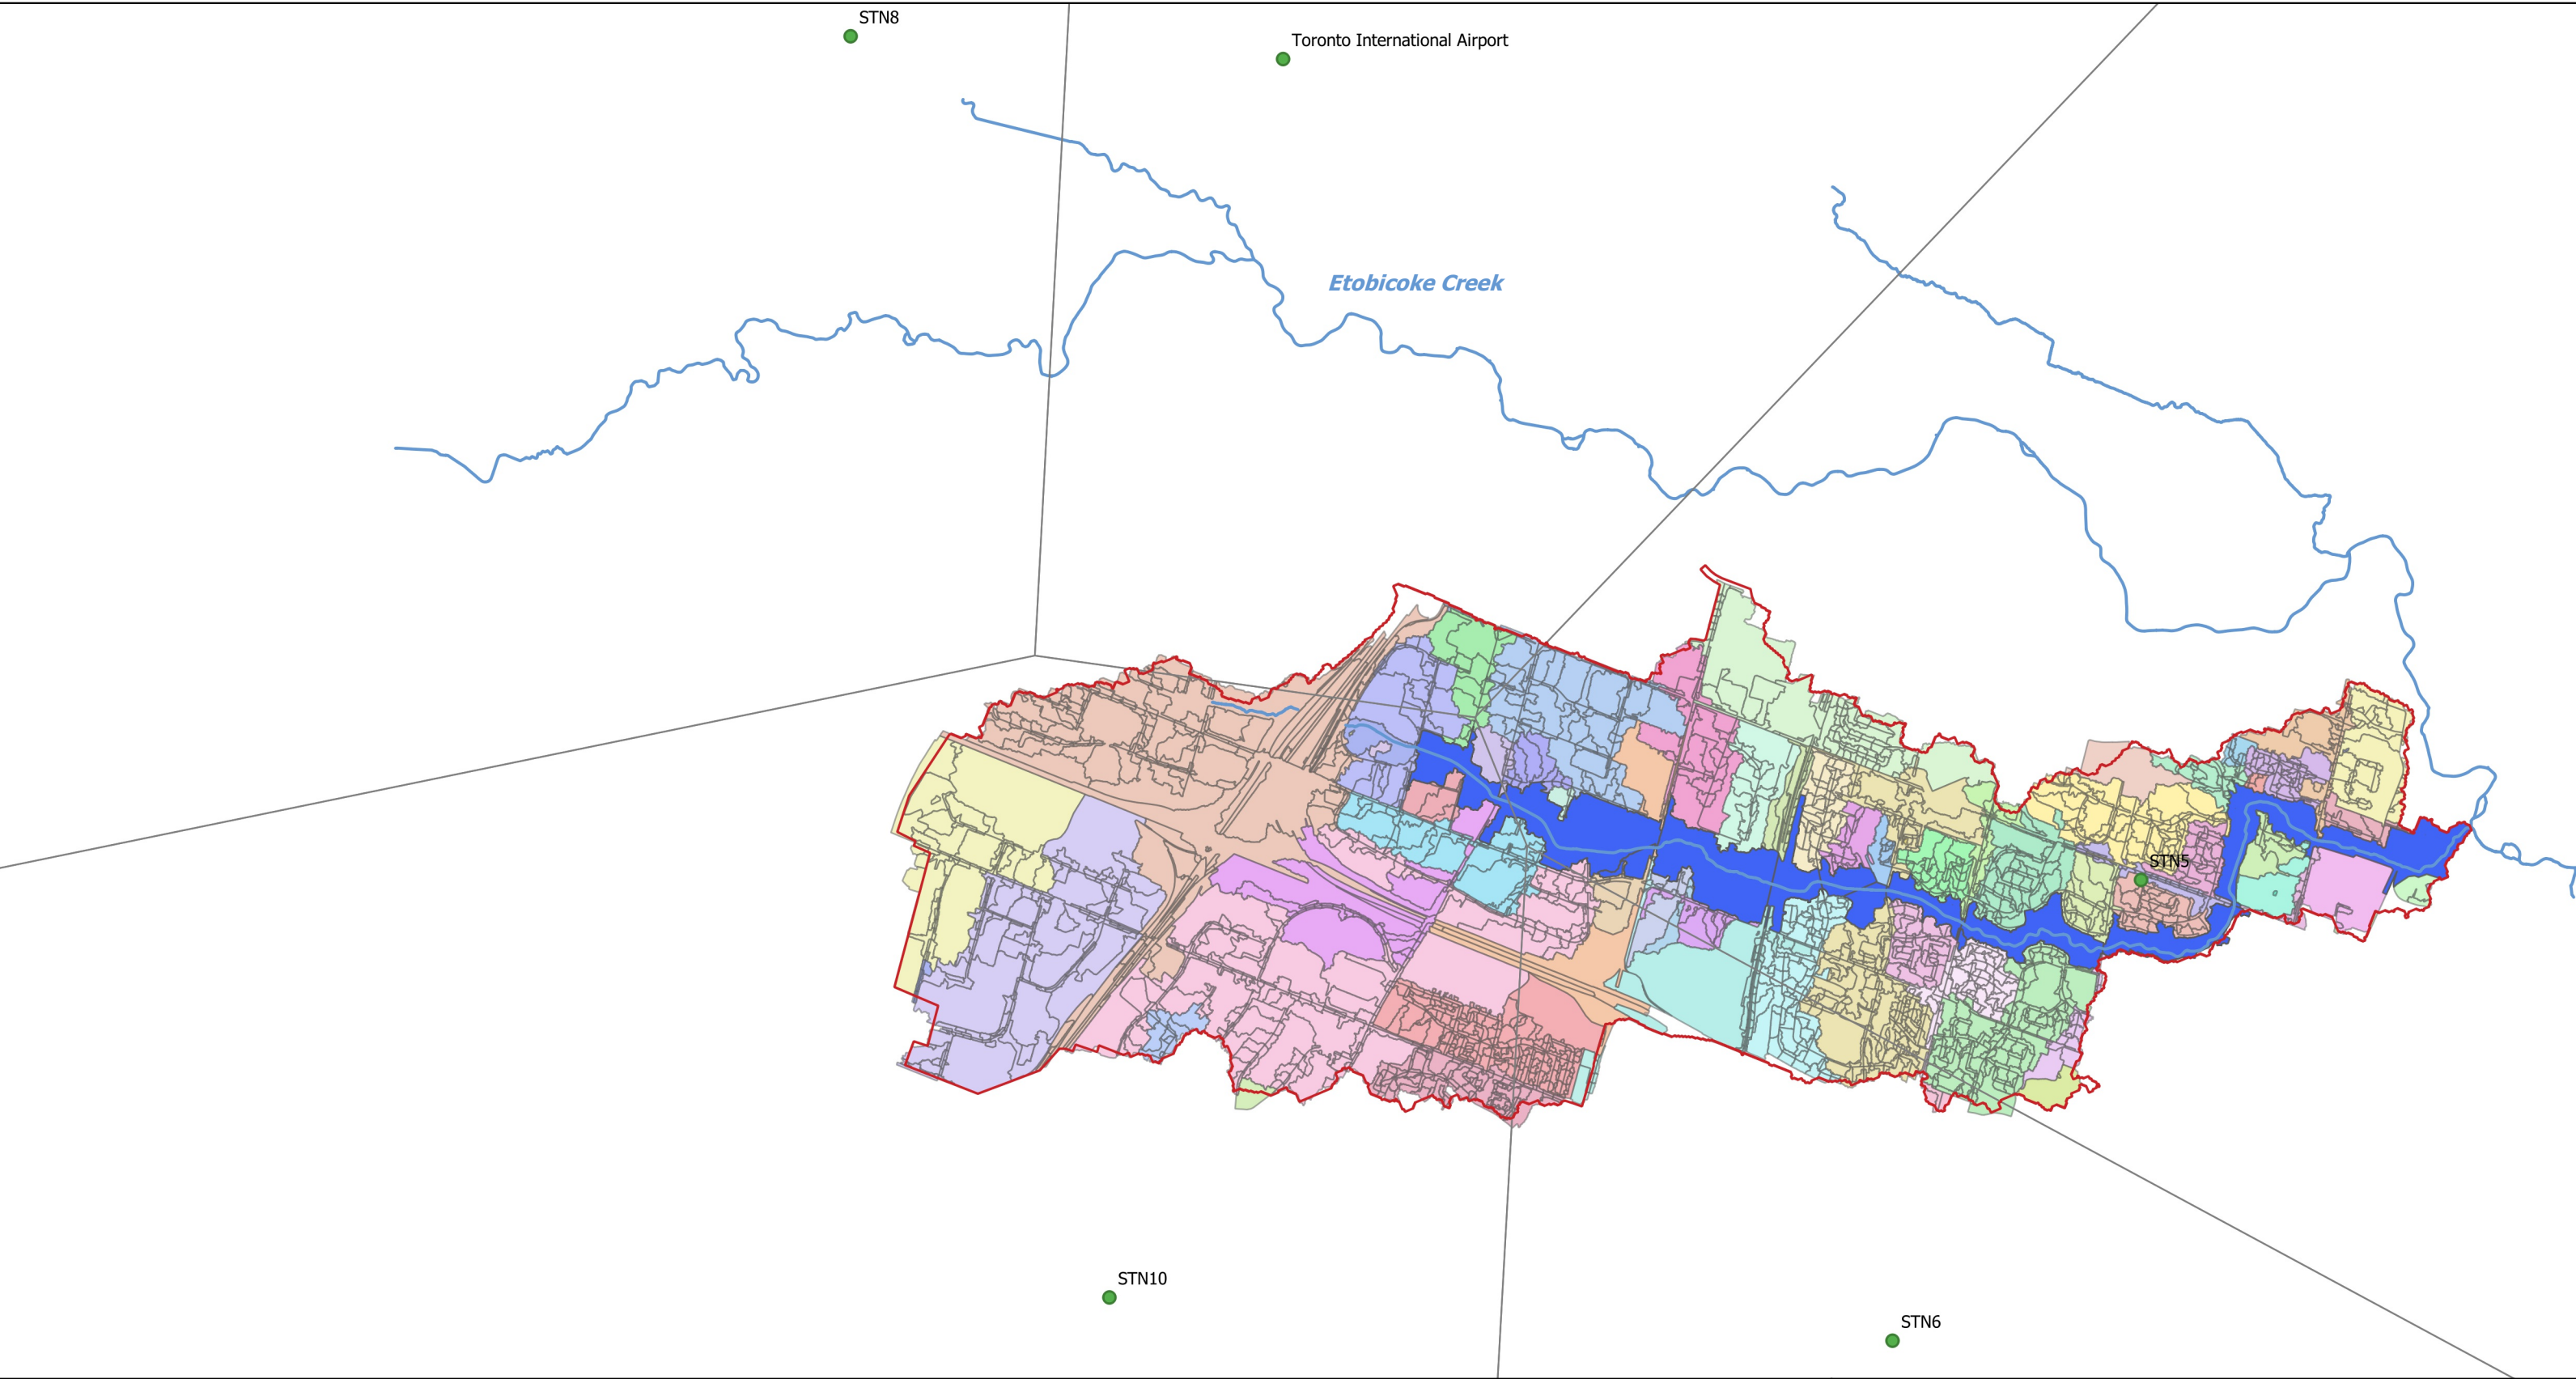 STN8
Toronto International Airport
Etobicoke Creek
STN5
STN10
STN6